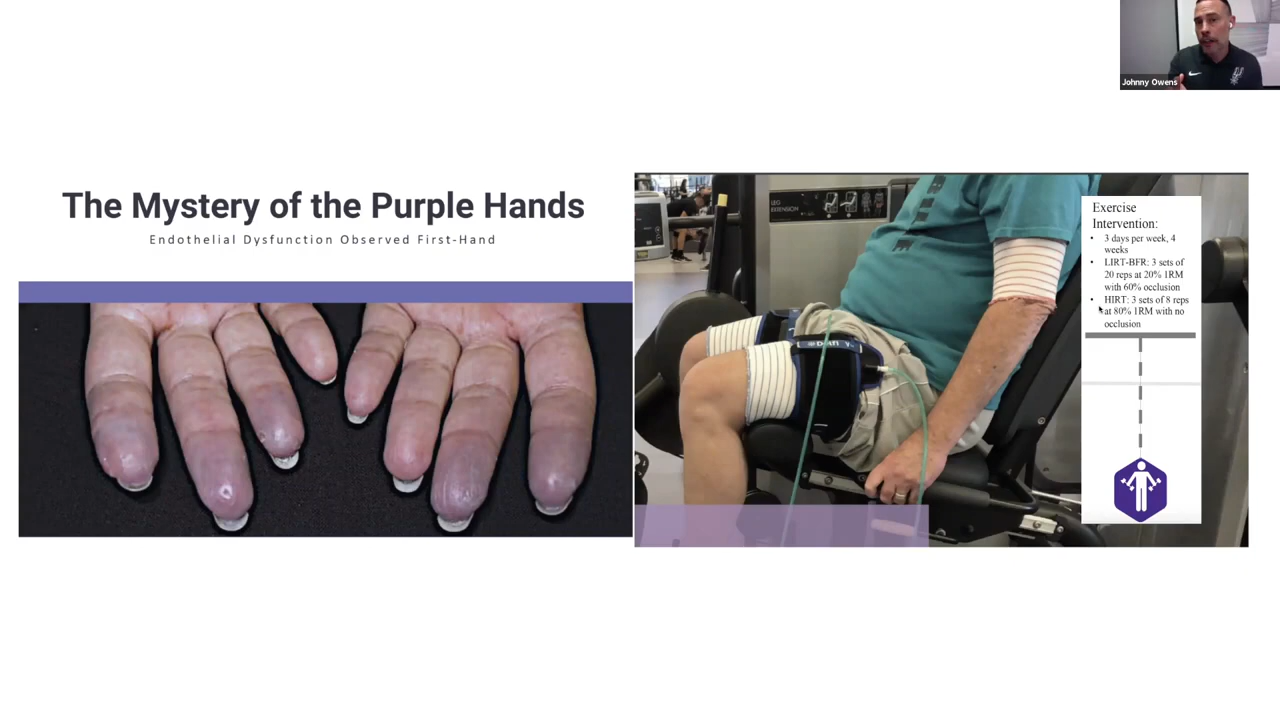 Johnny Owens
The Mystery of the Purple Hands
Endothelial Dysfunction Observed First-Hand
LEG
EXTENSION
Exercise
Intervention:
• 3 days per week, 4
weeks
• LIRT-BFR: 3 sets of
20 reps at 20% 1RM
with 60% occlusion
• HIRT: 3 sets of 8 reps
at 80% 1RM with no
occlusion